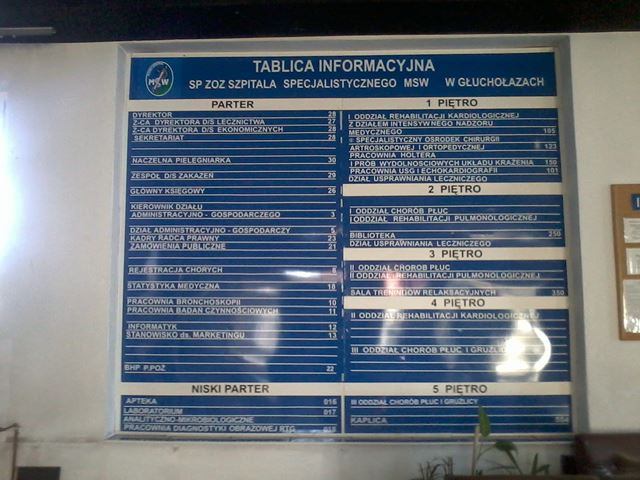 TABLICA INFORMACYJNA
SP ZOZ SZPITALA SPECJALISTYCZNEGO MSW W GŁUCHOŁAZACH
MSW
PARTER
DYREKTOR 28
Z-CA DYREKTORA D/S LECZNICTWA 27
Z-CA DYREKTORA D/S EKONOMICZNYCH 28
SEKRETARIAT 28
NACZELNA PIELEGNIARKA 30
ZESPÓŁ D/S ZAKAŻEŃ 29
GŁÓWNY KSIĘGOWY 26
KIEROWNIK DZIAŁU
ADMINISTRACYJNO - GOSPODARCZEGO 3
DZIAŁ ADMINISTRACYJNO - GOSPODARCZY 5
KADRY RADCA PRAWNY 23
ZAMÓWIENIA PUBLICZNE 21
REJESTRACJA CHORYCH 6
STATYSTYKA MEDYCZNA 18
PRACOWNIA BRONCHOSKOPII 10
PRACOWNIA BADAŃ CZYNNOŚCIOWYCH 11
INFORMATYK 12
STANOWISKO ds. MARKETINGU 13
BHP P.POŻ 22
NISKI PARTER
APTEKA 016
LABORATORIUM 017
ANALITYCZNO-MIKROBIOLOGICZNE
PRACOWNIA DIAGNOSTYKI OBRAZOWEJ RTG 015
1 PIĘTRO
I ODDZIAŁ REHABILITACJI KARDIOLOGICZNEJ
Z DZIAŁEM INTENSYWNEGO NADZORU
MEDYCZNEGO 105
SPECJALISTYCZNY OŚRODEK CHIRURGII
ARTROSKOPOWEJ I ORTOPEDYCZNEJ 123
PRACOWNIA HOLTERA
I PRÓB WYDOLNOŚCIOWYCH UKŁADU KRĄŻENIA 150
PRACOWNIA USG I ECHOKARDIOGRAFII 101
DZIAŁ USPRAWNIANIA LECZNICZEGO
2 PIĘTRO
I ODDZIAŁ CHORÓB PŁUC
I ODDZIAŁ REHABILITACJI PULMONOLOGICZNEJ
BIBLIOTEKA 250
DZIAŁ USPRAWNIANIA LECZNICZEGO
3 PIĘTRO
II ODDZIAŁ CHORÓB PŁUC
II ODDZIAŁ REHABILITACJI PULMONOLOGICZNEJ
SALA TRENINGÓW RELAKSACYJNYCH 350
4 PIĘTRO
II ODDZIAŁ REHABILITACJI KARDIOLOGICZNEJ
III ODDZIAŁ CHORÓB PŁUC I GRUŹLICY
5 PIĘTRO
III ODDZIAŁ CHORÓB PŁUC I GRUŹLICY
KAPLICA 554